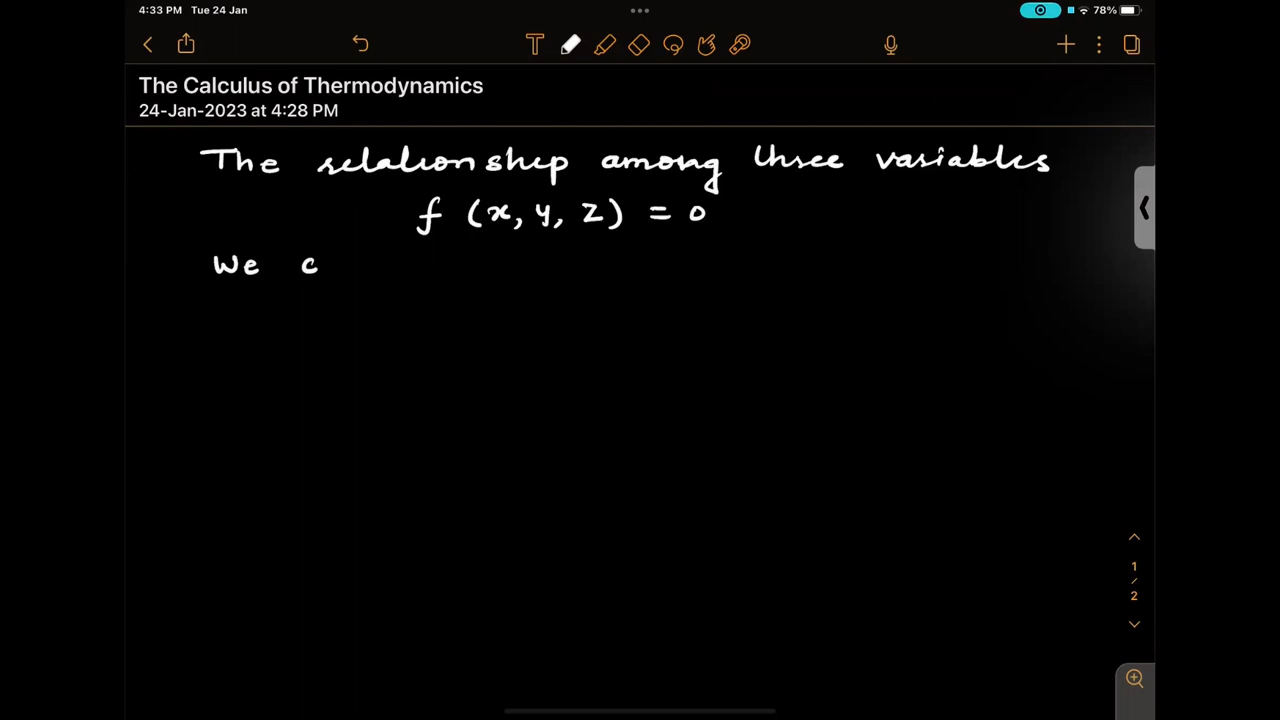 4:33 PM Tue 24 Jan
78%
The Calculus of Thermodynamics
24-Jan-2023 at 4:28 PM
The relationship among three variables
f (x, y, z) = 0
We c
1
/
2